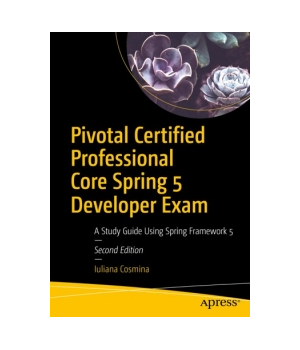 Pivotal Certified
Professional
Core Spring 5
Developer Exam
A Study Guide Using Spring Framework 5
—
Second Edition
—
Iuliana Cosmina
Apress®